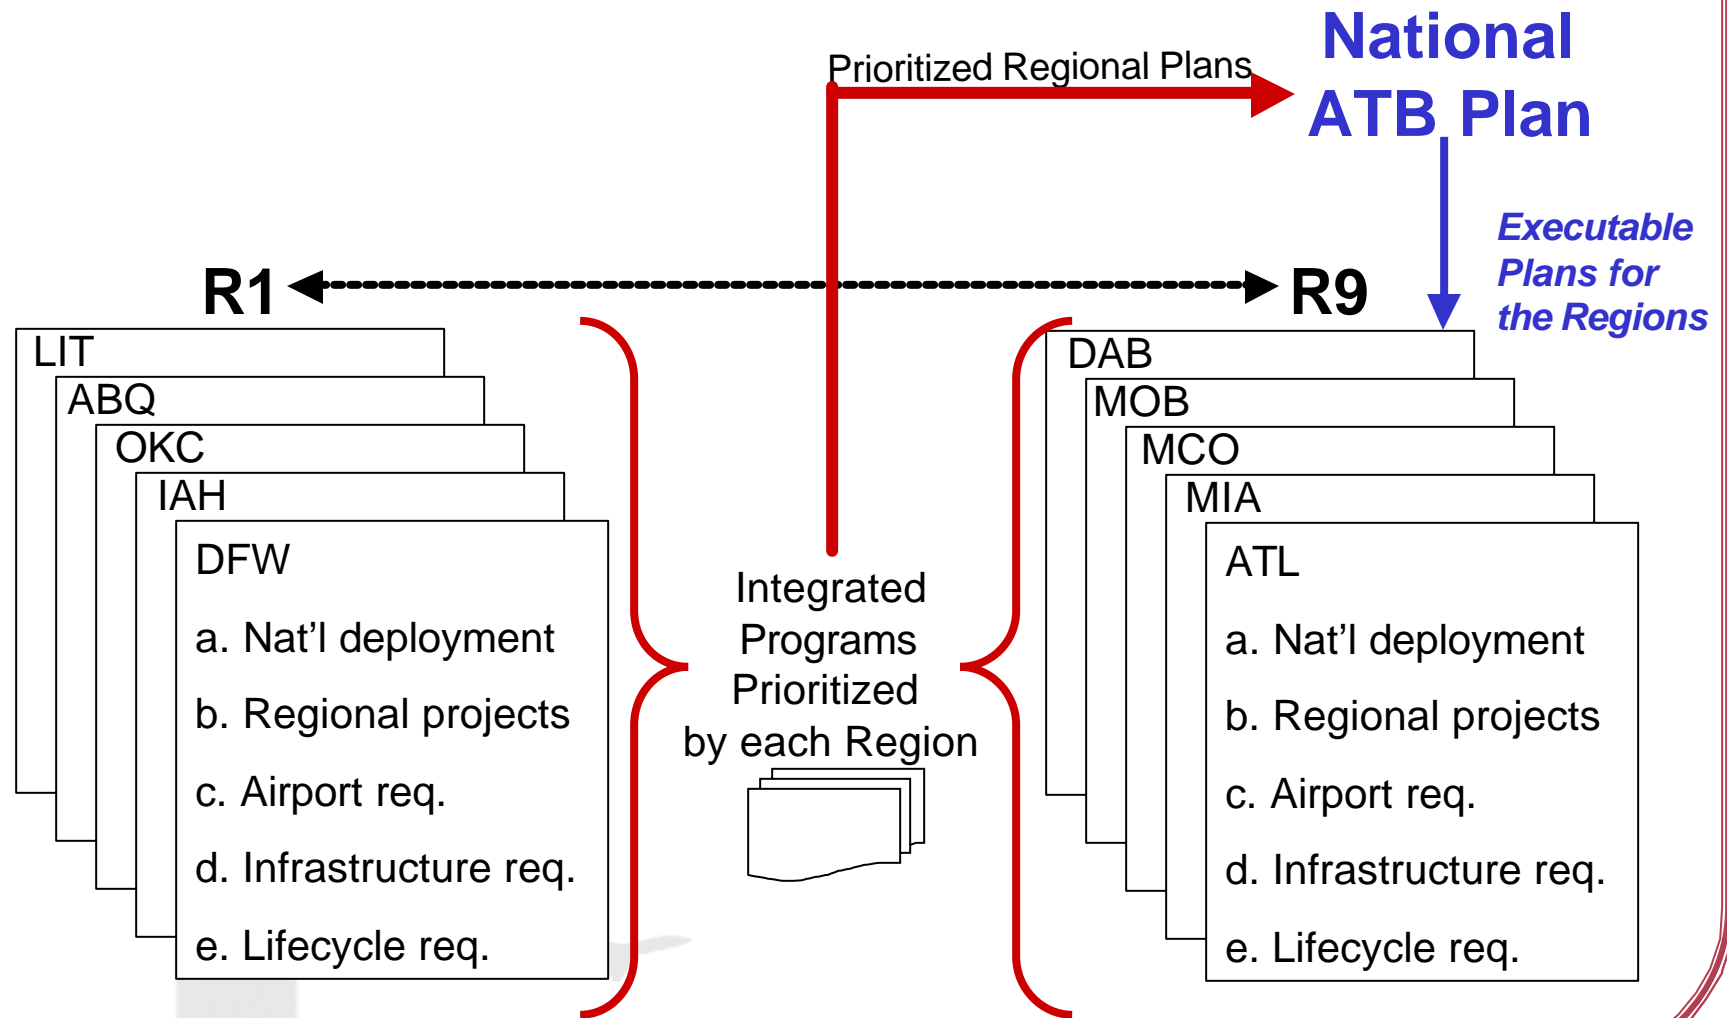 National
ATB Plan
Prioritized Regional Plans
Executable
Plans for
the Regions
R1
R9
LIT
ABQ
OKC
IAH
DFW
a. Nat’l deployment
b. Regional projects
c. Airport req.
d. Infrastructure req.
e. Lifecycle req.
Integrated
Programs
Prioritized
by each Region
DAB
MOB
MCO
MIA
ATL
a. Nat’l deployment
b. Regional projects
c. Airport req.
d. Infrastructure req.
e. Lifecycle req.